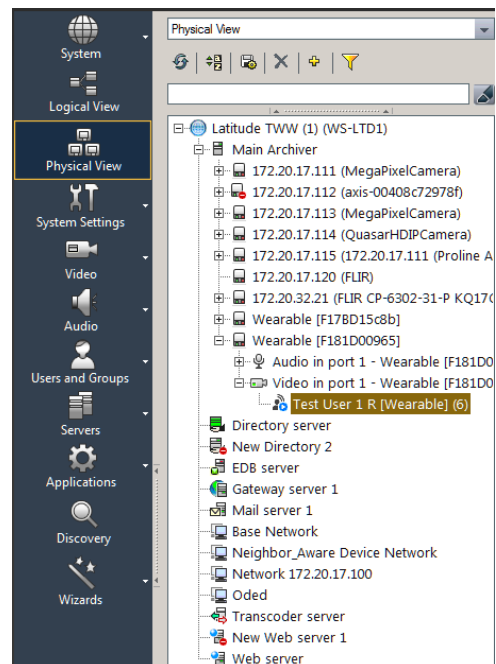 System
Logical View
Physical View
System Settings
Video
Audio
Users and Groups
Servers
Applications
Discovery
Wizards
Physical View
Latitude TWW (1) (WS-LTD1)
Main Archiver
172.20.17.111 (MegaPixelCamera)
172.20.17.112 (axis-00408c72978f)
172.20.17.113 (MegaPixelCamera)
172.20.17.114 (QuasarHDIPCamera)
172.20.17.115 (172.20.17.111 (Proline A
172.20.17.120 (FLIR)
172.20.32.21 (FLIR CP-6302-31-P KQ17(
Wearable [F17BD15c8b]
Wearable [F181D00965]
Audio in port 1 - Wearable [F181D0
Video in port 1 - Wearable [F181D0
Test User 1 R [Wearable] (6)
Directory server
New Directory 2
EDB server
Gateway server 1
Mail server 1
Base Network
Neighbor_Aware Device Network
Network 172.20.17.100
Oded
Transcoder server
New Web server 1
Web server